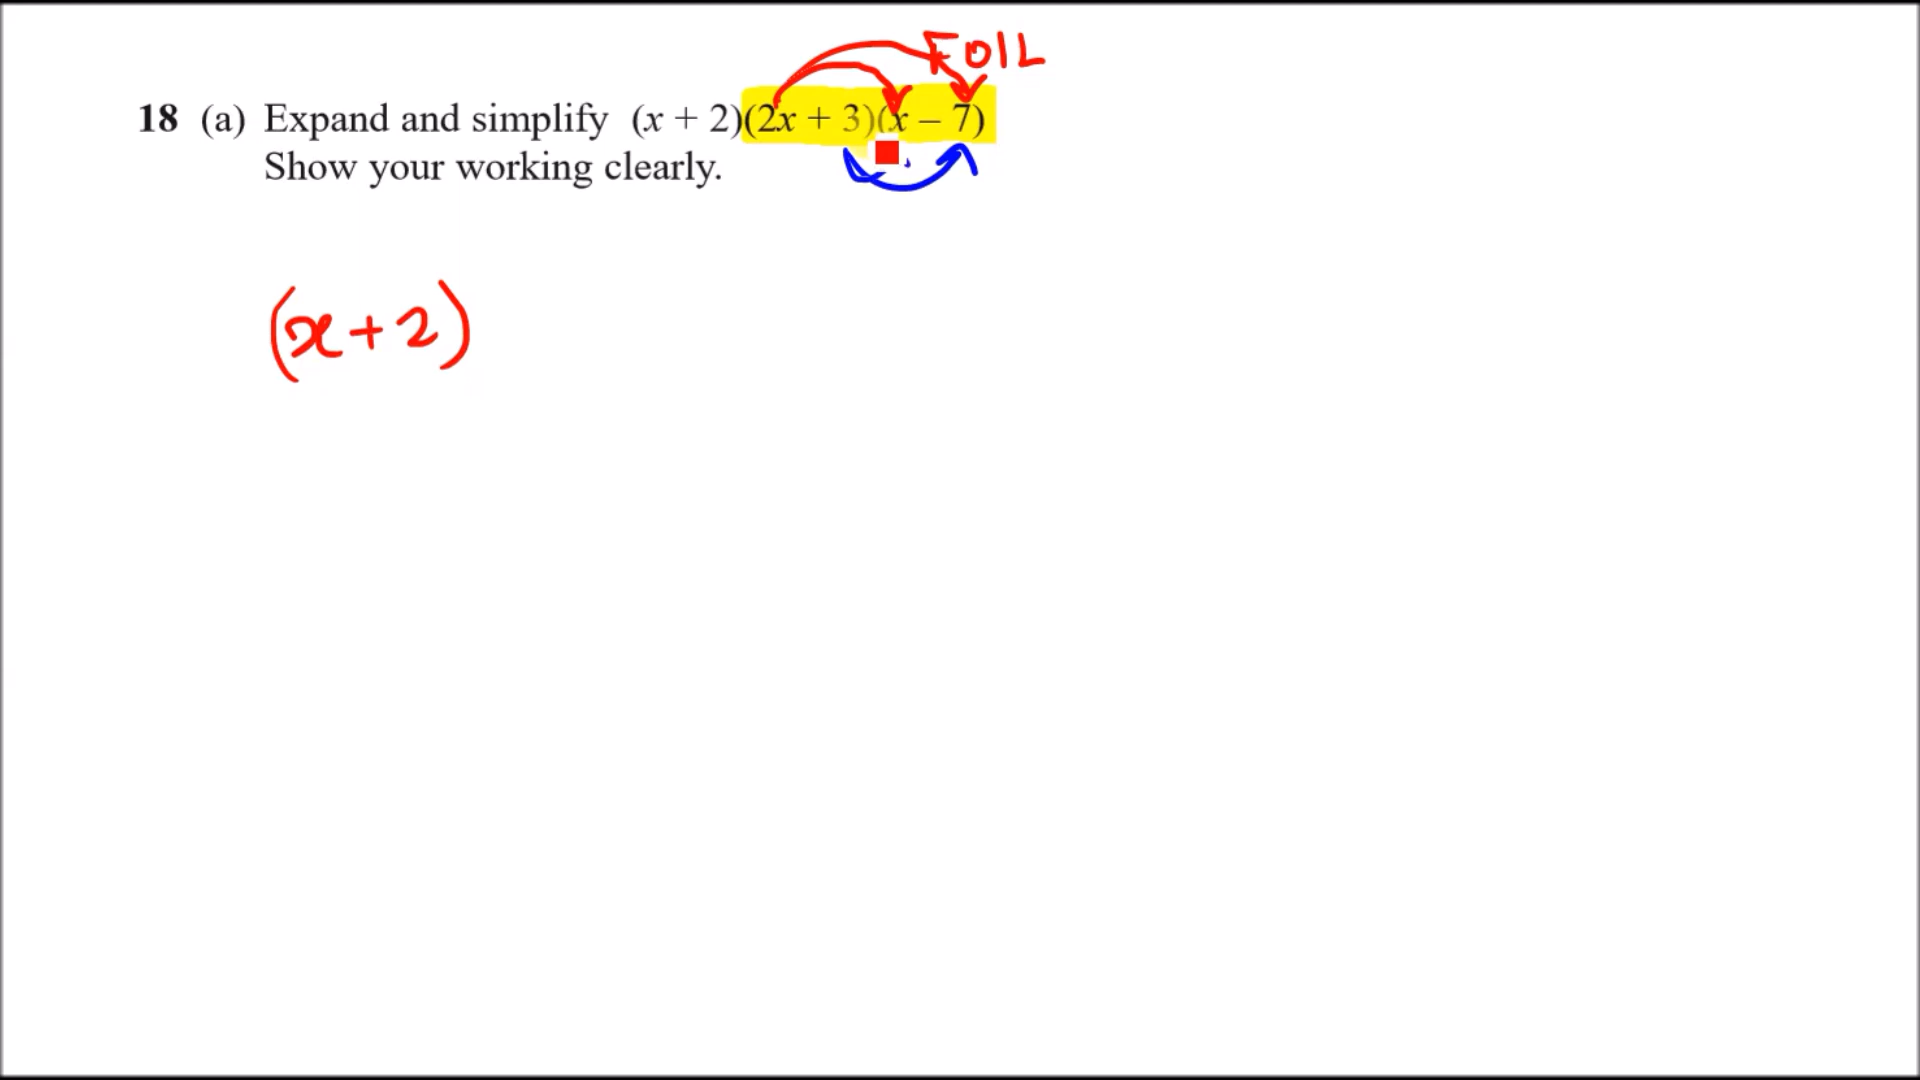 FOIL
18 (a) Expand and simplify (x + 2)(2x + 3)(x – 7)
Show your working clearly.
(x + 2)